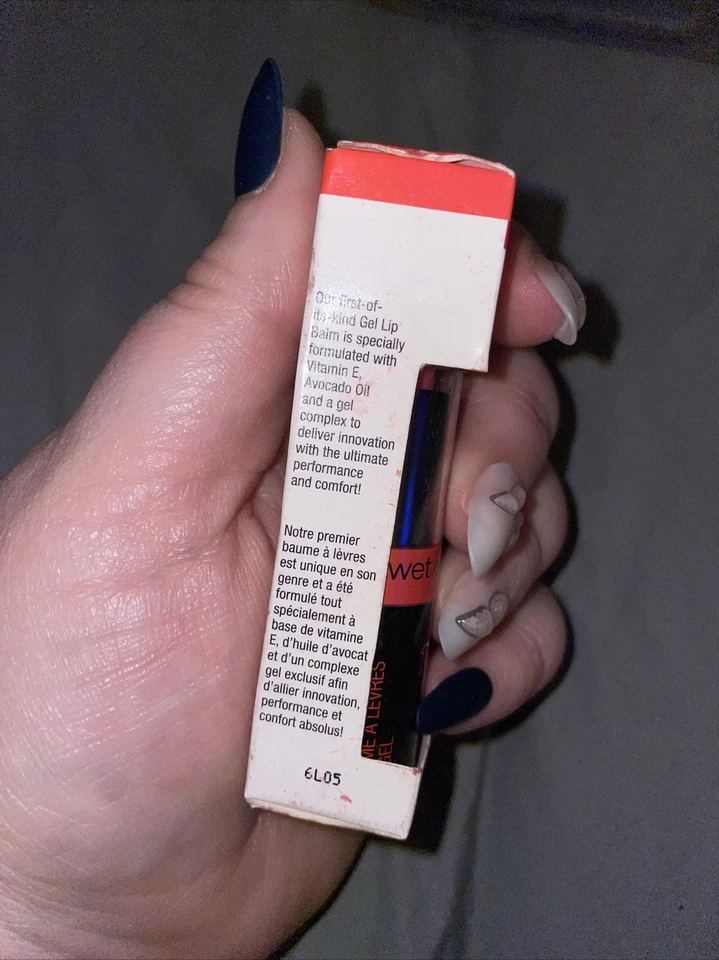 Our first-of-
its-kind Gel Lip
Balm is specially
formulated with
Vitamin E,
Avocado Oil
and a gel
complex to
deliver innovation
with the ultimate
performance
and comfort!
Notre premier
baume à lèvres
est unique en son
genre et a été
formulé tout
spécialement à
base de vitamine
E, d'huile d'avocat
et d'un complexe
gel exclusif afin
d'allier innovation,
performance et
confort absolus!
6L05
wet
ME À LÈVRES
GEL